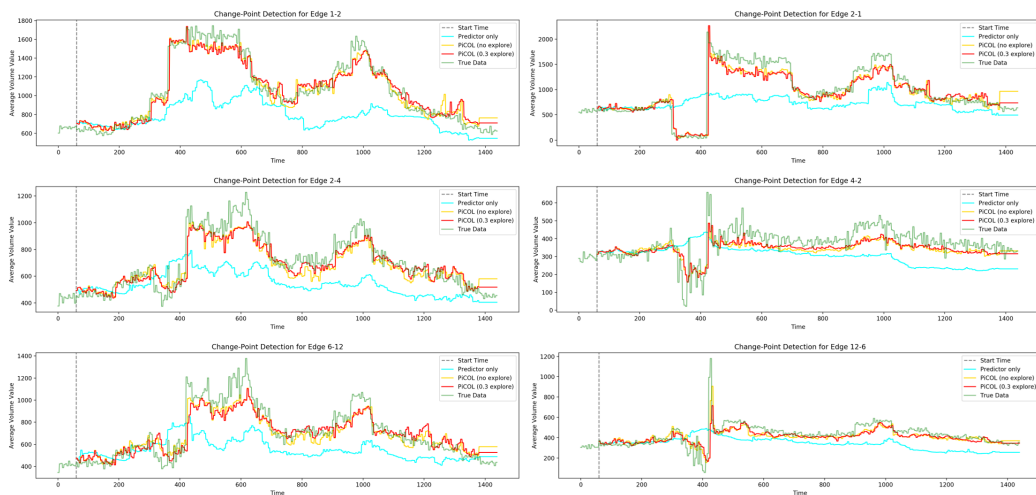 Change-Point Detection for Edge 1-2
Average Volume Value
1800
1600
1400
1200
1000
800
600
0 200 400 600 800 1000 1200 1400
Time
Start Time
Predictor only
PiCOL (no explore)
PiCOL (0.3 explore)
True Data
Change-Point Detection for Edge 2-1
Average Volume Value
2000
1500
1000
500
0
0 200 400 600 800 1000 1200 1400
Time
Start Time
Predictor only
PiCOL (no explore)
PiCOL (0.3 explore)
True Data
Change-Point Detection for Edge 2-4
Average Volume Value
1200
1000
800
600
400
0 200 400 600 800 1000 1200 1400
Time
Start Time
Predictor only
PiCOL (no explore)
PiCOL (0.3 explore)
True Data
Change-Point Detection for Edge 4-2
Average Volume Value
600
500
400
300
200
100
0
0 200 400 600 800 1000 1200 1400
Time
Start Time
Predictor only
PiCOL (no explore)
PiCOL (0.3 explore)
True Data
Change-Point Detection for Edge 6-12
Average Volume Value
1400
1200
1000
800
600
400
0 200 400 600 800 1000 1200 1400
Time
Start Time
Predictor only
PiCOL (no explore)
PiCOL (0.3 explore)
True Data
Change-Point Detection for Edge 12-6
Average Volume Value
1200
1000
800
600
400
200
0 200 400 600 800 1000 1200 1400
Time
Start Time
Predictor only
PiCOL (no explore)
PiCOL (0.3 explore)
True Data